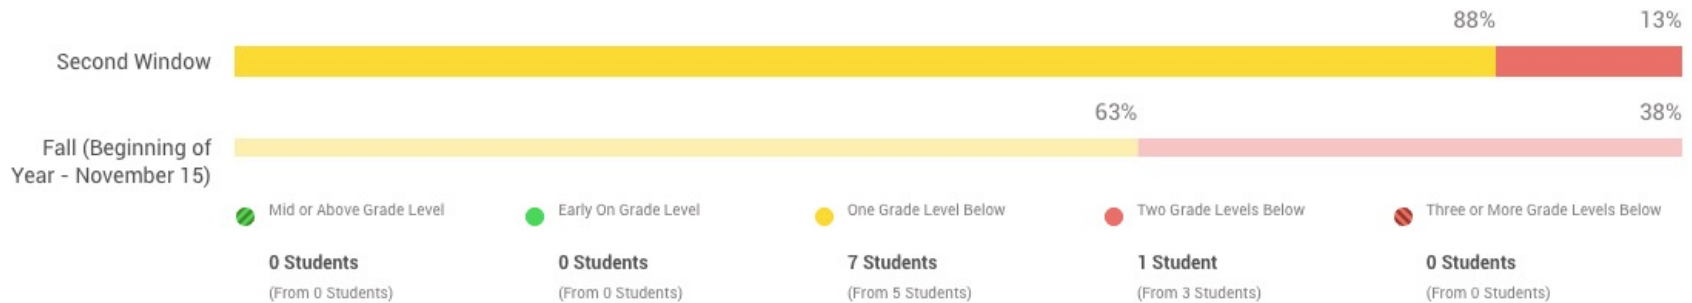 88% 13%
Second Window
63% 38%
Fall (Beginning of
Year - November 15)
Mid or Above Grade Level Early On Grade Level One Grade Level Below Two Grade Levels Below Three or More Grade Levels Below
0 Students 0 Students 7 Students 1 Student 0 Students
(From 0 Students) (From 0 Students) (From 5 Students) (From 3 Students) (From 0 Students)